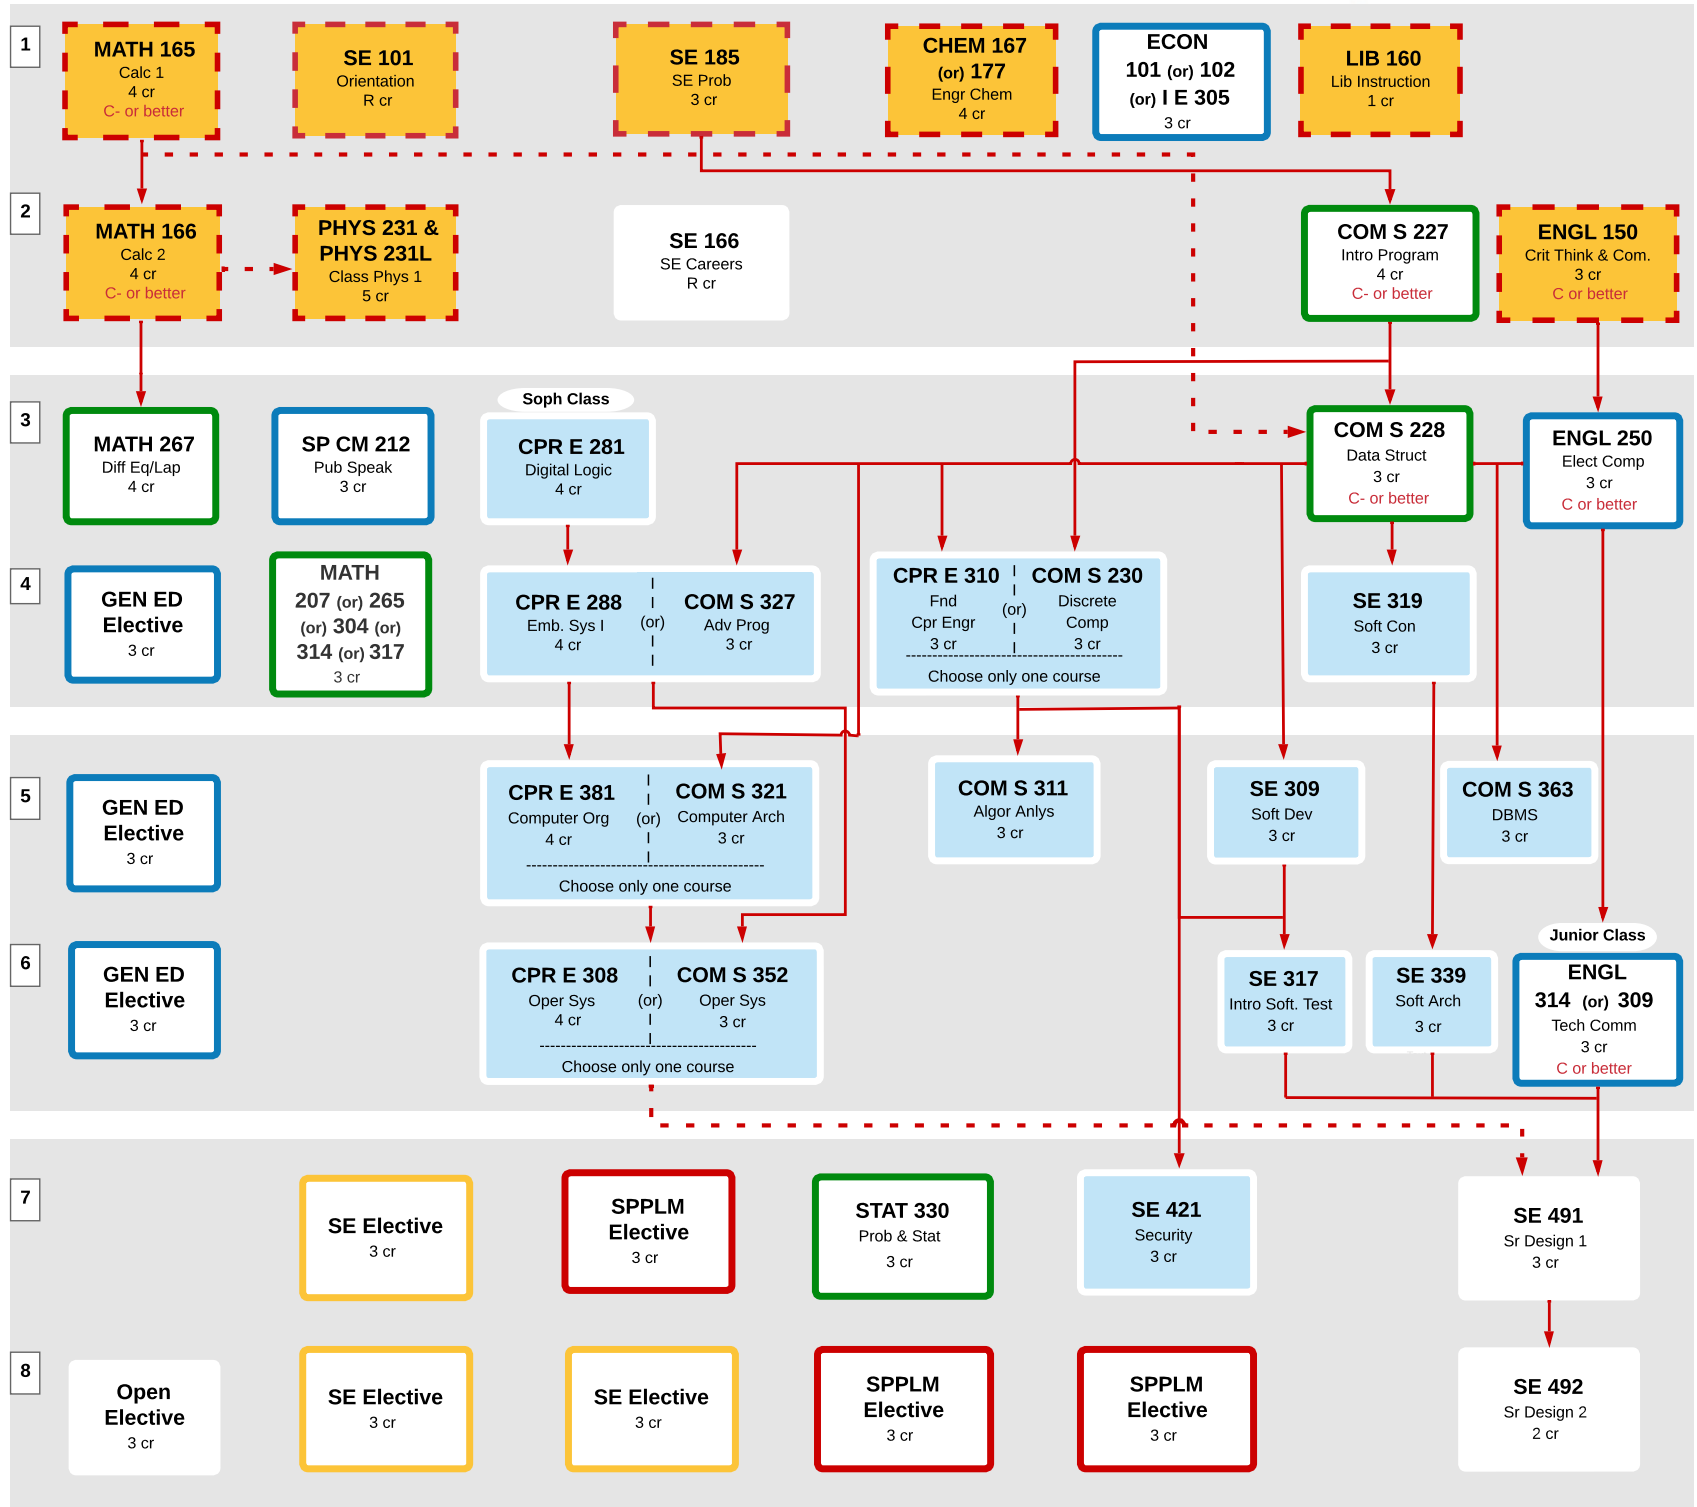 1
MATH 165
Calc 1
4 cr
C- or better
SE 101
Orientation
R cr
SE 185
SE Prob
3 cr
CHEM 167
(or) 177
Engr Chem
4 cr
ECON
101 (or) 102
(or) I E 305
3 cr
LIB 160
Lib Instruction
1 cr
2
MATH 166
Calc 2
4 cr
C- or better
PHYS 231 &
PHYS 231L
Class Phys 1
5 cr
SE 166
SE Careers
R cr
COM S 227
Intro Program
4 cr
C- or better
ENGL 150
Crit Think & Com.
3 cr
C or better
3
MATH 267
Diff Eq/Lap
4 cr
SP CM 212
Pub Speak
3 cr
Soph Class
CPR E 281
Digital Logic
4 cr
COM S 228
Data Struct
3 cr
C- or better
ENGL 250
Elect Comp
3 cr
C or better
4
GEN ED
Elective
3 cr
MATH
207 (or) 265
(or) 304 (or)
314 (or) 317
3 cr
CPR E 288
Emb. Sys I
4 cr
(or)
COM S 327
Adv Prog
3 cr
CPR E 310
Fnd
Cpr Engr
3 cr
(or)
COM S 230
Discrete
Comp
3 cr
Choose only one course
SE 319
Soft Con
3 cr
5
GEN ED
Elective
3 cr
CPR E 381
Computer Org
4 cr
(or)
COM S 321
Computer Arch
3 cr
Choose only one course
COM S 311
Algor Anlys
3 cr
SE 309
Soft Dev
3 cr
COM S 363
DBMS
3 cr
6
GEN ED
Elective
3 cr
CPR E 308
Oper Sys
4 cr
(or)
COM S 352
Oper Sys
3 cr
Choose only one course
SE 317
Intro Soft. Test
3 cr
SE 339
Soft Arch
3 cr
Junior Class
ENGL
314 (or) 309
Tech Comm
3 cr
C or better
7
SE Elective
3 cr
SPPLM
Elective
3 cr
STAT 330
Prob & Stat
3 cr
SE 421
Security
3 cr
SE 491
Sr Design 1
3 cr
8
Open
Elective
3 cr
SE Elective
3 cr
SE Elective
3 cr
SPPLM
Elective
3 cr
SPPLM
Elective
3 cr
SE 492
Sr Design 2
2 cr